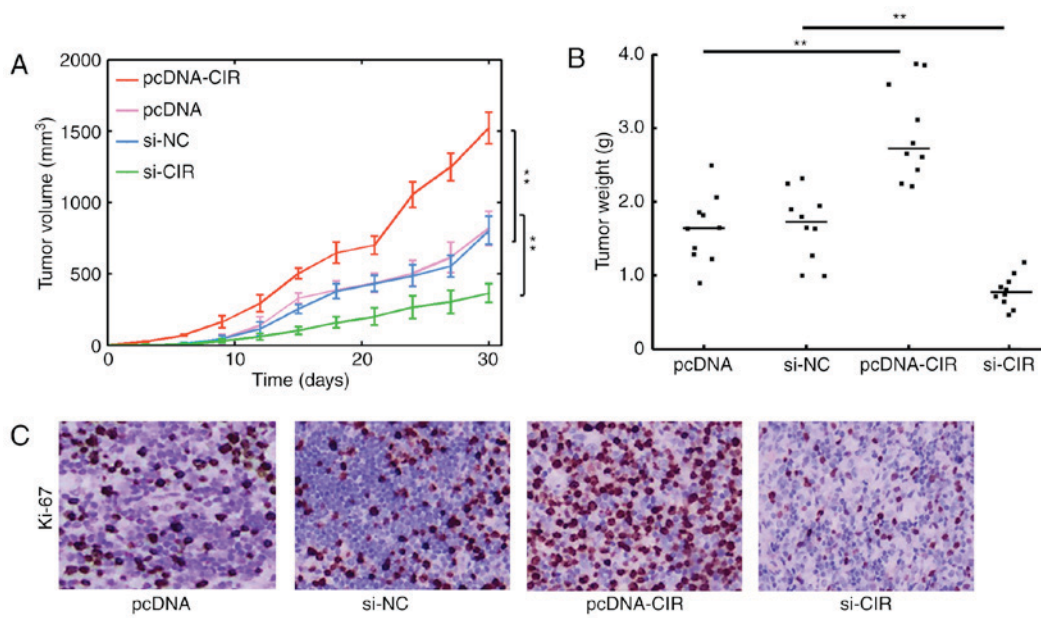 A
Tumor volume (mm³)
2000
1500
1000
500
0
0
10
20
30
Time (days)
pcDNA-CIR
pcDNA
si-NC
si-CIR
**
**
B
Tumor weight (g)
4.0
3.0
2.0
1.0
0
**
**
pcDNA
si-NC
pcDNA-CIR
si-CIR
C
Ki-67
pcDNA
si-NC
pcDNA-CIR
si-CIR